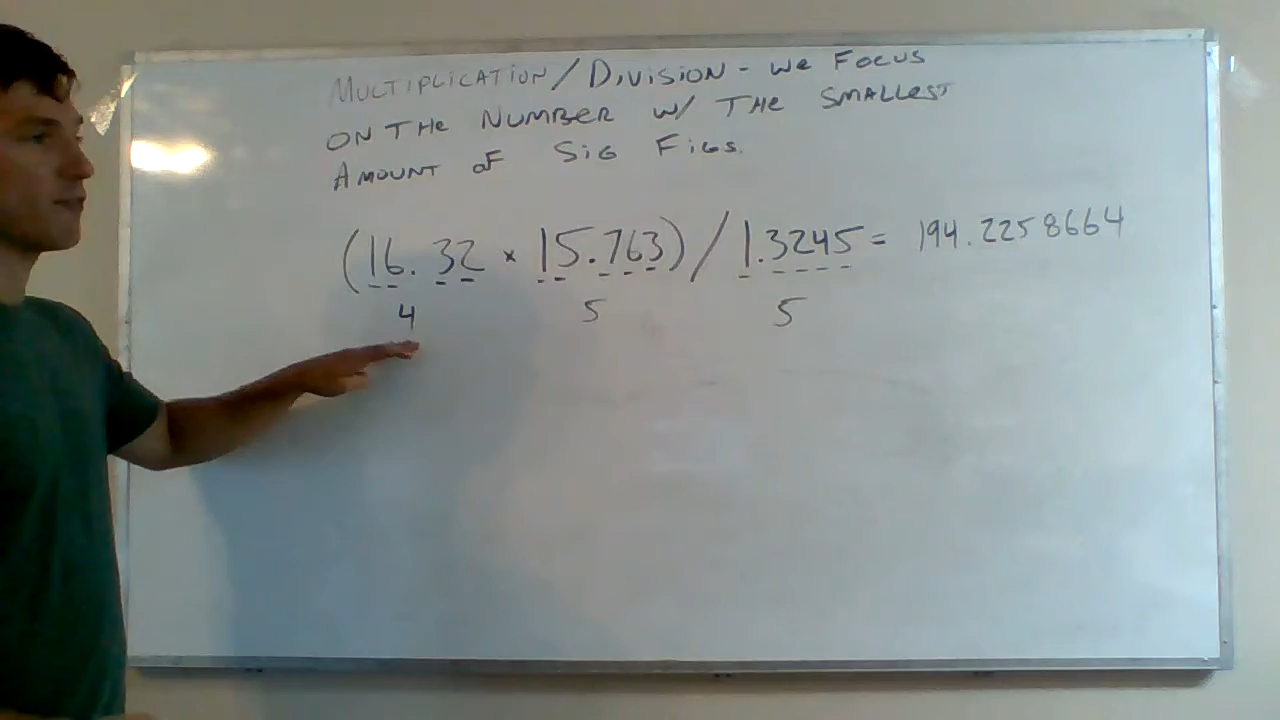 MULTIPLICATION/DIVISION - WE FOCUS
ON THE NUMBER W/ THE SMALLEST
AMOUNT OF SIG FIGS.
(16.32 × 15.763)/1.3245 = 194.2258664
4 5 5